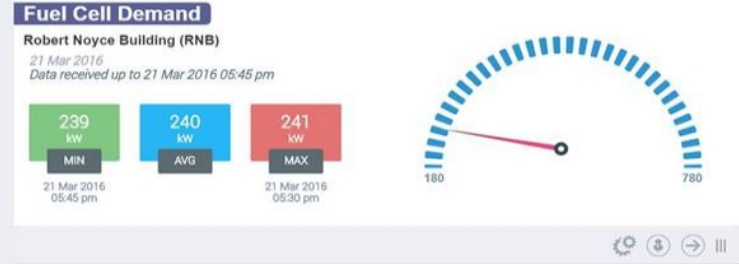 Fuel Cell Demand
Robert Noyce Building (RNB)
21 Mar 2016
Data received up to 21 Mar 2016 05:45 pm
239
kW
MIN
21 Mar 2016
05:45 pm
240
kW
AVG
241
kW
MAX
21 Mar 2016
05:30 pm
180
780